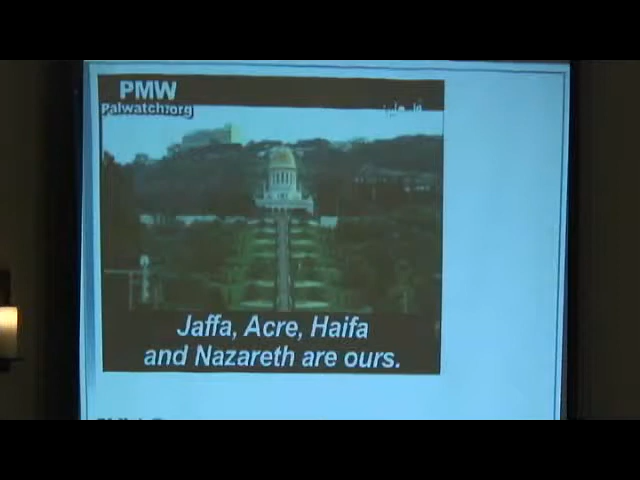 PMW
Palwatch.org
Jaffa, Acre, Haifa
and Nazareth are ours.